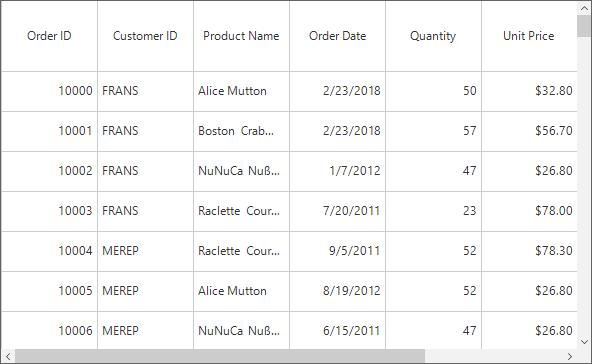 Order ID Customer ID Product Name Order Date Quantity Unit Price
10000 FRANS Alice Mutton 2/23/2018 50 $32.80
10001 FRANS Boston Crab... 2/23/2018 57 $56.70
10002 FRANS NuNuCa Nuß... 1/7/2012 47 $26.80
10003 FRANS Raclette Cour... 7/20/2011 23 $78.00
10004 MEREP Raclette Cour... 9/5/2011 52 $78.30
10005 MEREP Alice Mutton 8/19/2012 52 $26.80
10006 MEREP NuNuCa Nuß... 6/15/2011 47 $26.80